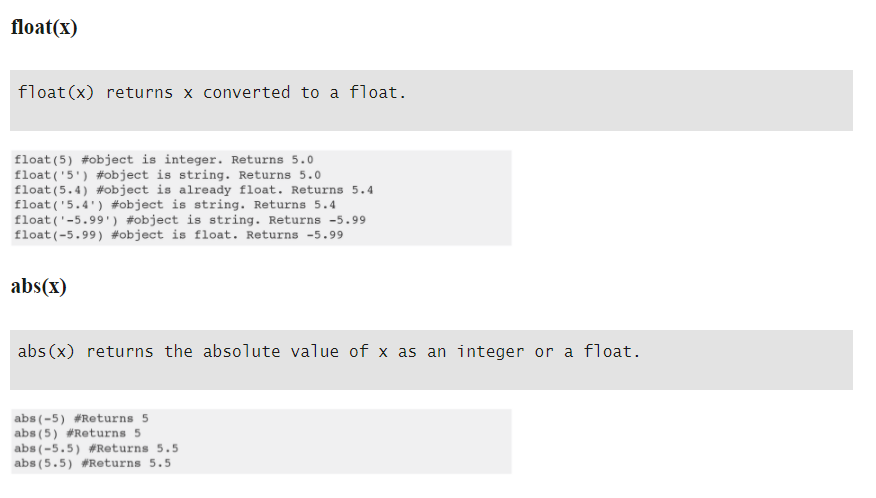 float(x)
float(x) returns x converted to a float.
float(5) #object is integer. Returns 5.0
float('5') #object is string. Returns 5.0
float(5.4) #object is already float. Returns 5.4
float('5.4') #object is string. Returns 5.4
float('-5.99') #object is string. Returns -5.99
float(-5.99) #object is float. Returns -5.99
abs(x)
abs(x) returns the absolute value of x as an integer or a float.
abs(-5) #Returns 5
abs(5) #Returns 5
abs(-5.5) #Returns 5.5
abs(5.5) #Returns 5.5